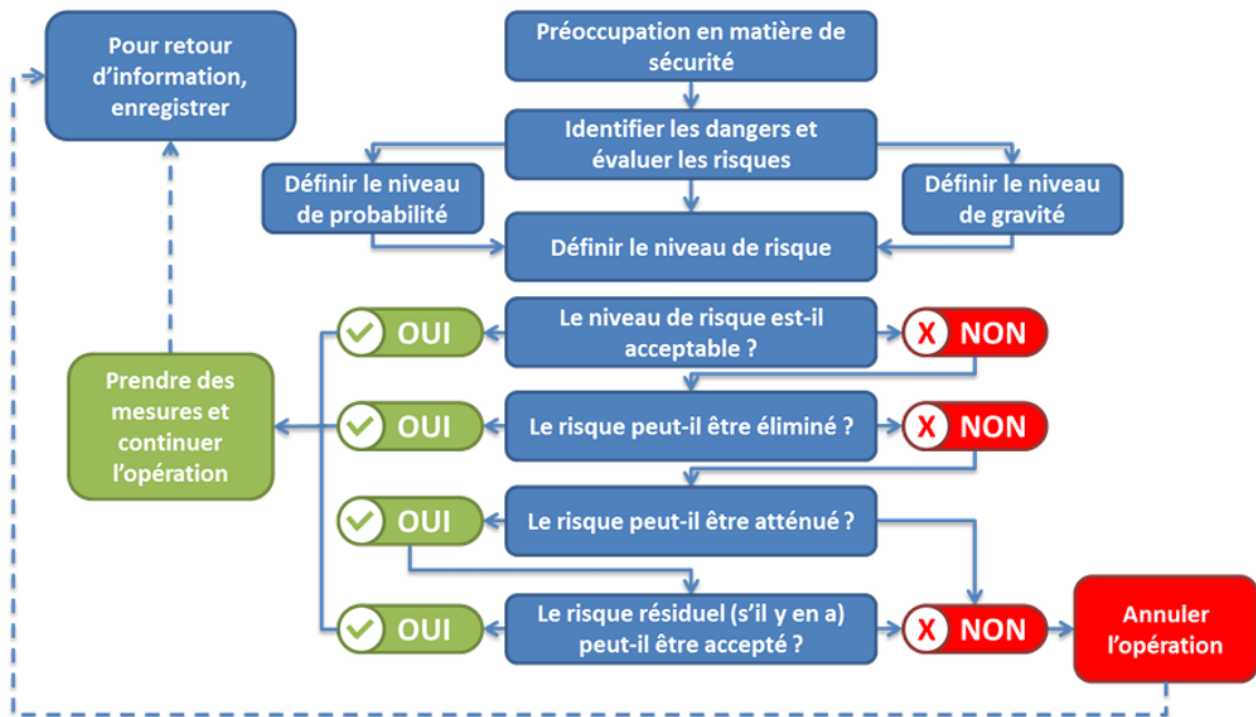 Pour retour
d'information,
enregistrer
Préoccupation en matière de
sécurité
Identifier les dangers et
évaluer les risques
Définir le niveau
de probabilité
Définir le niveau
de gravité
Définir le niveau de risque
OUI
Le niveau de risque est-il
acceptable ?
X NON
Prendre des
mesures et
continuer
l'opération
OUI
Le risque peut-il être éliminé ?
X NON
OUI
Le risque peut-il être atténué ?
OUI
Le risque résiduel (s'il y en a)
peut-il être accepté ?
X NON
Annuler
l'opération